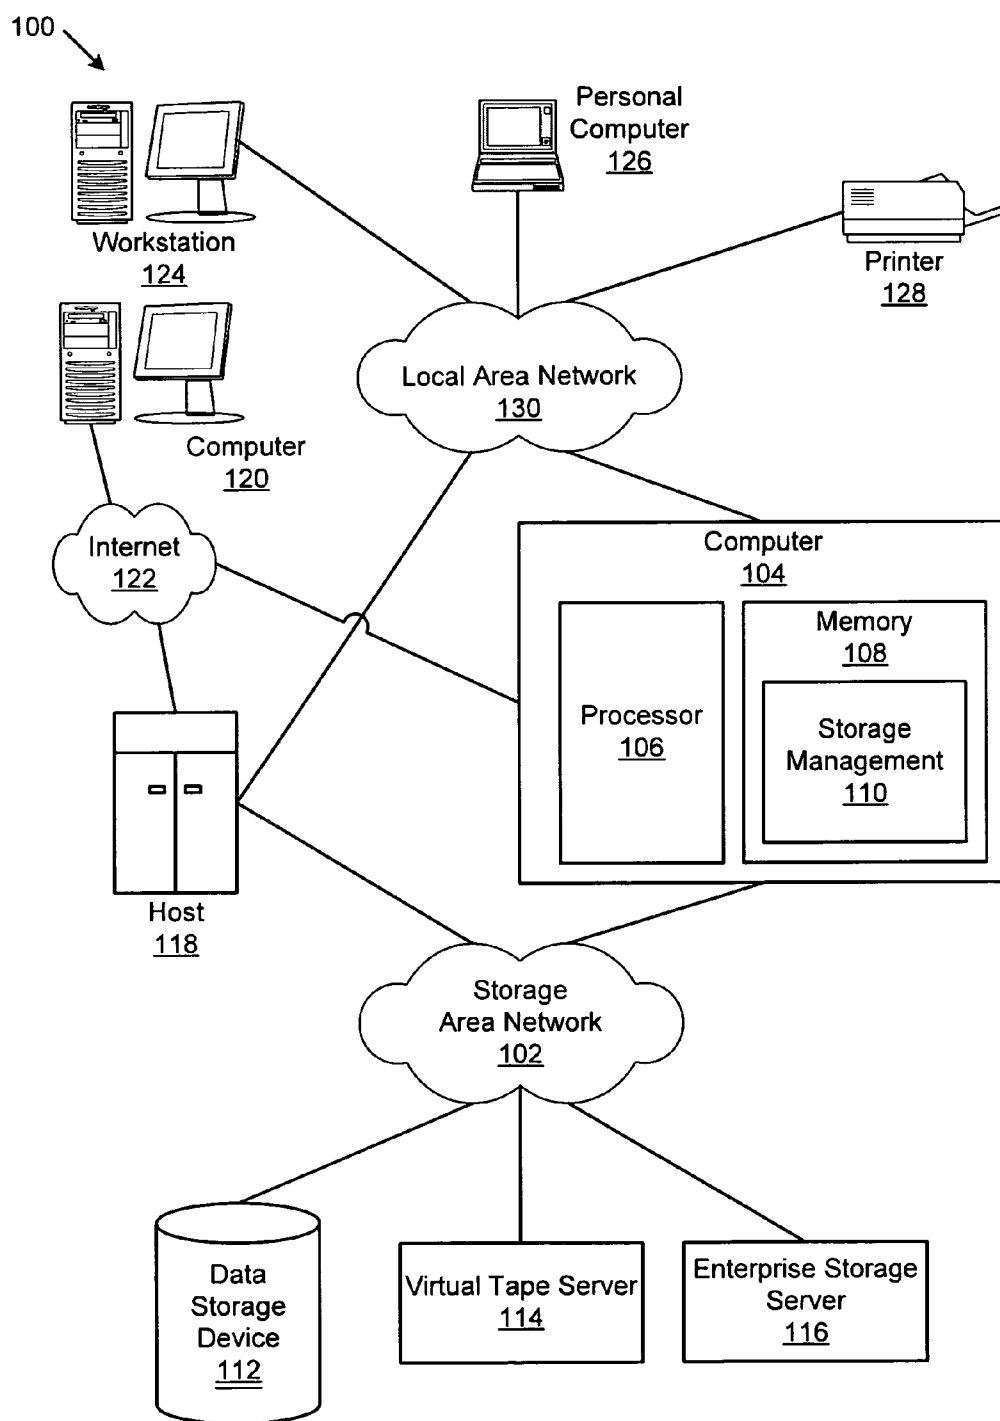 100
Workstation
124
Personal
Computer
126
Printer
128
Computer
120
Local Area Network
130
Internet
122
Computer
104
Processor
106
Memory
108
Storage
Management
110
Host
118
Storage
Area Network
102
Data
Storage
Device
112
Virtual Tape Server
114
Enterprise Storage
Server
116